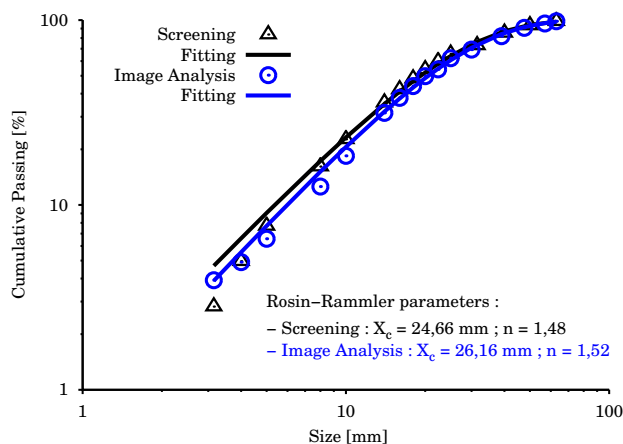 100
10
1
Cumulative Passing [%]
Screening
Fitting
Image Analysis
Fitting
Rosin−Rammler parameters :
− Screening : Xc = 24,66 mm ; n = 1,48
− Image Analysis : Xc = 26,16 mm ; n = 1,52
1 10 100
Size [mm]